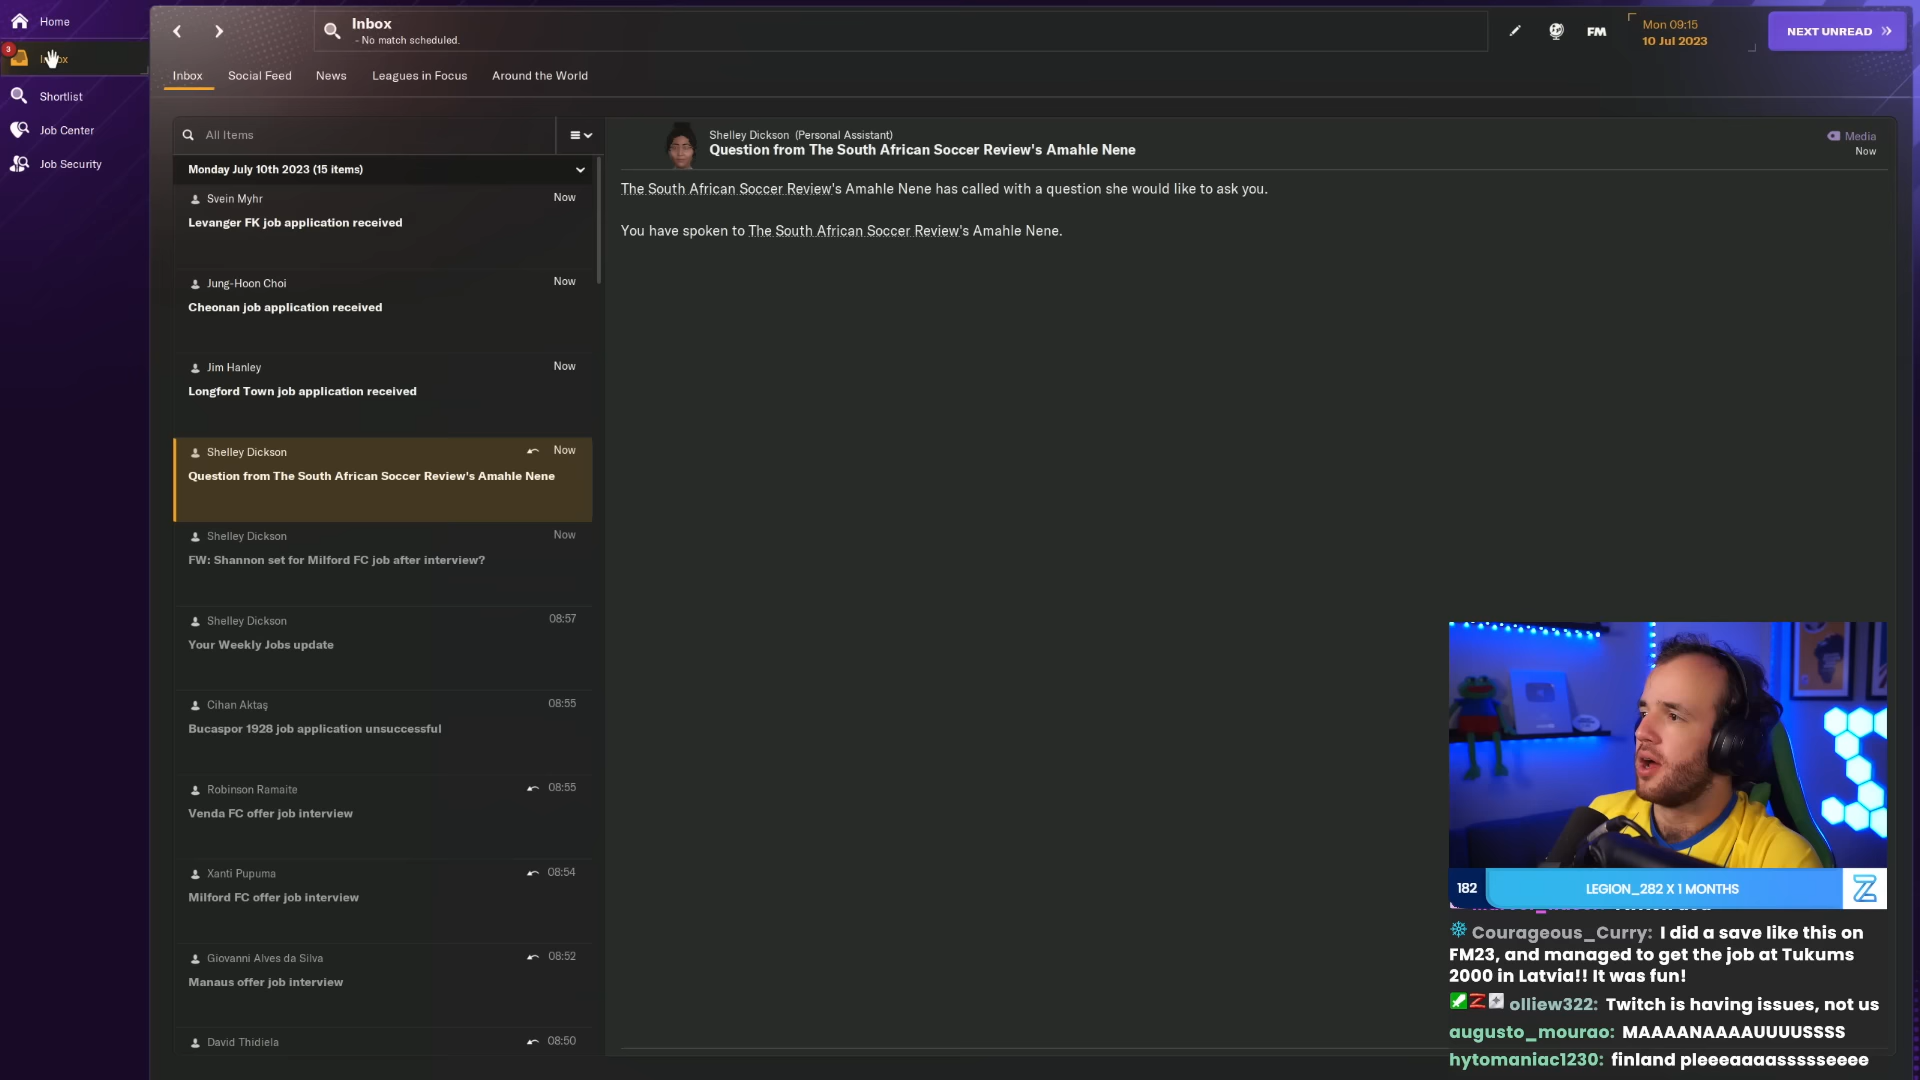 Home
3
Inbox
Shortlist
Job Center
Job Security
Inbox
- No match scheduled.
FM
Mon 09:15
10 Jul 2023
NEXT UNREAD
Inbox
Social Feed
News
Leagues in Focus
Around the World
All Items
Monday July 10th 2023 (15 items)
Svein Myhr
Now
Levanger FK job application received
Jung-Hoon Choi
Now
Cheonan job application received
Jim Hanley
Now
Longford Town job application received
Shelley Dickson
Now
Question from The South African Soccer Review's Amahle Nene
Shelley Dickson
Now
FW: Shannon set for Milford FC job after interview?
Shelley Dickson
08:57
Your Weekly Jobs update
Cihan Aktaş
08:55
Bucaspor 1928 job application unsuccessful
Robinson Ramaite
08:55
Venda FC offer job interview
Xanti Pupuma
08:54
Milford FC offer job interview
Giovanni Alves da Silva
08:52
Manaus offer job interview
David Thidiela
08:50
Shelley Dickson (Personal Assistant)
Question from The South African Soccer Review's Amahle Nene
Media
Now
The South African Soccer Review's Amahle Nene has called with a question she would like to ask you.
You have spoken to The South African Soccer Review's Amahle Nene.
182
LEGION_282 X 1 MONTHS
Z
Courageous_Curry: I did a save like this on
FM23, and managed to get the job at Tukums
2000 in Latvia!! It was fun!
olliew322: Twitch is having issues, not us
augusto_mourao: MAAAANAAAAUUUUSSSS
hytomaniac1230: finland pleeeaaaassssseeee